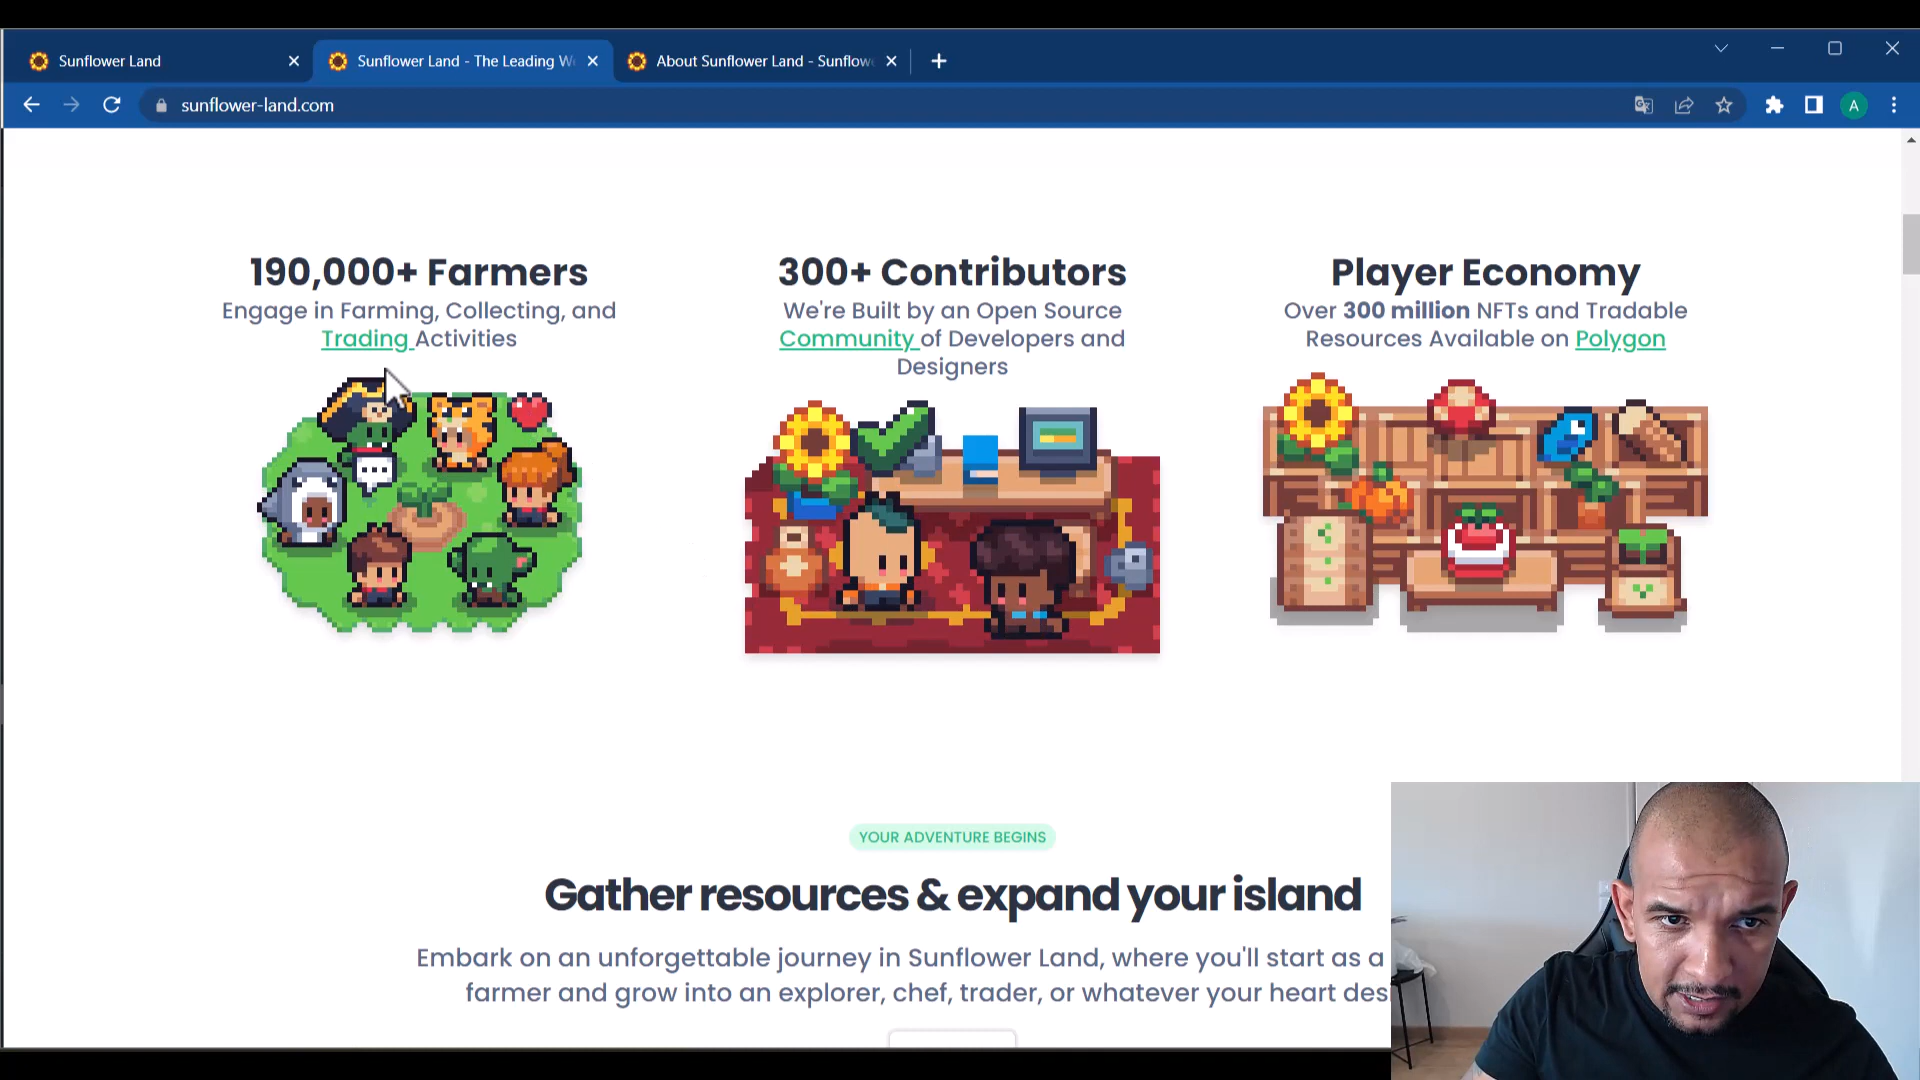 Sunflower Land
Sunflower Land - The Leading W
About Sunflower Land - Sunflow
sunflower-land.com
A
190,000+ Farmers
Engage in Farming, Collecting, and
Trading Activities
300+ Contributors
We're Built by an Open Source
Community of Developers and
Designers
Player Economy
Over 300 million NFTs and Tradable
Resources Available on Polygon
YOUR ADVENTURE BEGINS
Gather resources & expand your island
Embark on an unforgettable journey in Sunflower Land, where you'll start as a
farmer and grow into an explorer, chef, trader, or whatever your heart des